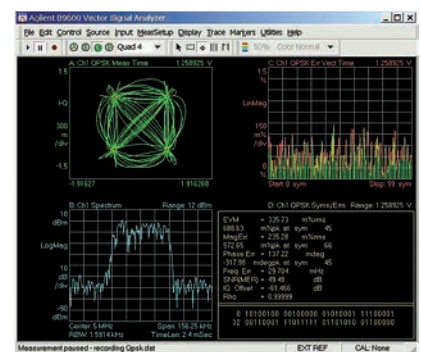 Agilent 89600 Vector Signal Analyzer
File Edit Control Source Input MeasSetup Display Trace Markers Utilities Help
Quad 4 50% Color Normal
A: Ch1 QPSK Meas Time 1.258925 V
1.5
I-Q
300
m
/div
-1.5
-1.91627 1.916268
C: Ch1 QPSK Err Vect Time 1.258925 V
1.5
%
LinMag
150
m%
/div
0
%
Start: 0 sym Stop: 99 sym
B: Ch1 Spectrum Range: 12 dBm
10
dBm
LogMag
10
dB
/div
-90
dBm
Center: 5 MHz Span: 156.25 kHz
RBW: 1.5914 kHz TimeLen: 2.4 mSec
D: Ch1 QPSK Syms/Errs Range: 1.258925 V
EVM = 335.73 m%rms
688.63 m%pk at sym 45
MagErr = 235.28 m%rms
572.65 m%pk at sym 66
Phase Err = 137.22 mdeg
-317.98 mdegpk at sym 45
Freq Err = 29.704 mHz
SNR(MER) = 49.48 dB
IQ Offset = -61.466 dB
Rho = 0.99999
0 10100100 00100000 01010011 11100001
32 00110001 11011111 01101010 01100000
Measurement paused - recording Qpsk.dat EXT REF CAL: None